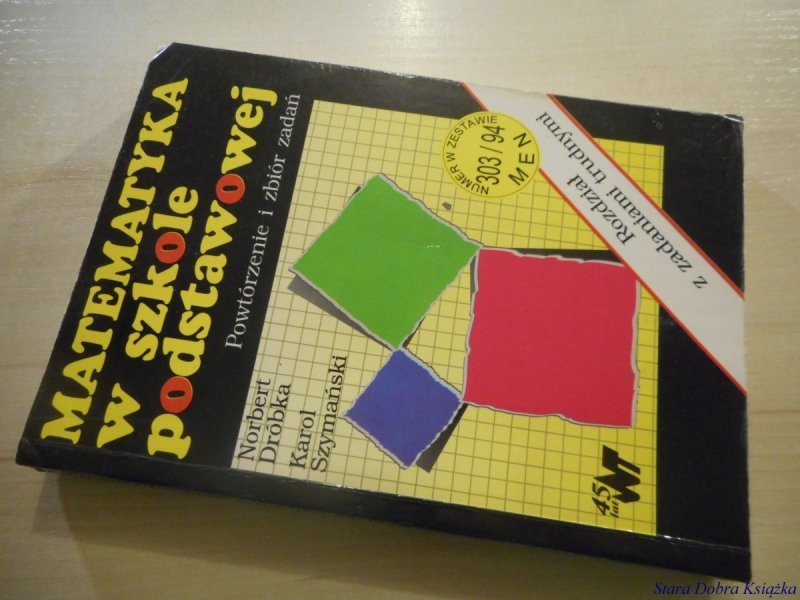 MATEMATYKA
w szkole
podstawowej
Powtórzenie i zbiór zadań
Norbert
Dróbka
Karol
Szymański
NUMER W ZESTAWIE
303/94
MEN
Rozdział
z zadaniami trudnymi
45
lat
WNT
Stara Dobra Książka